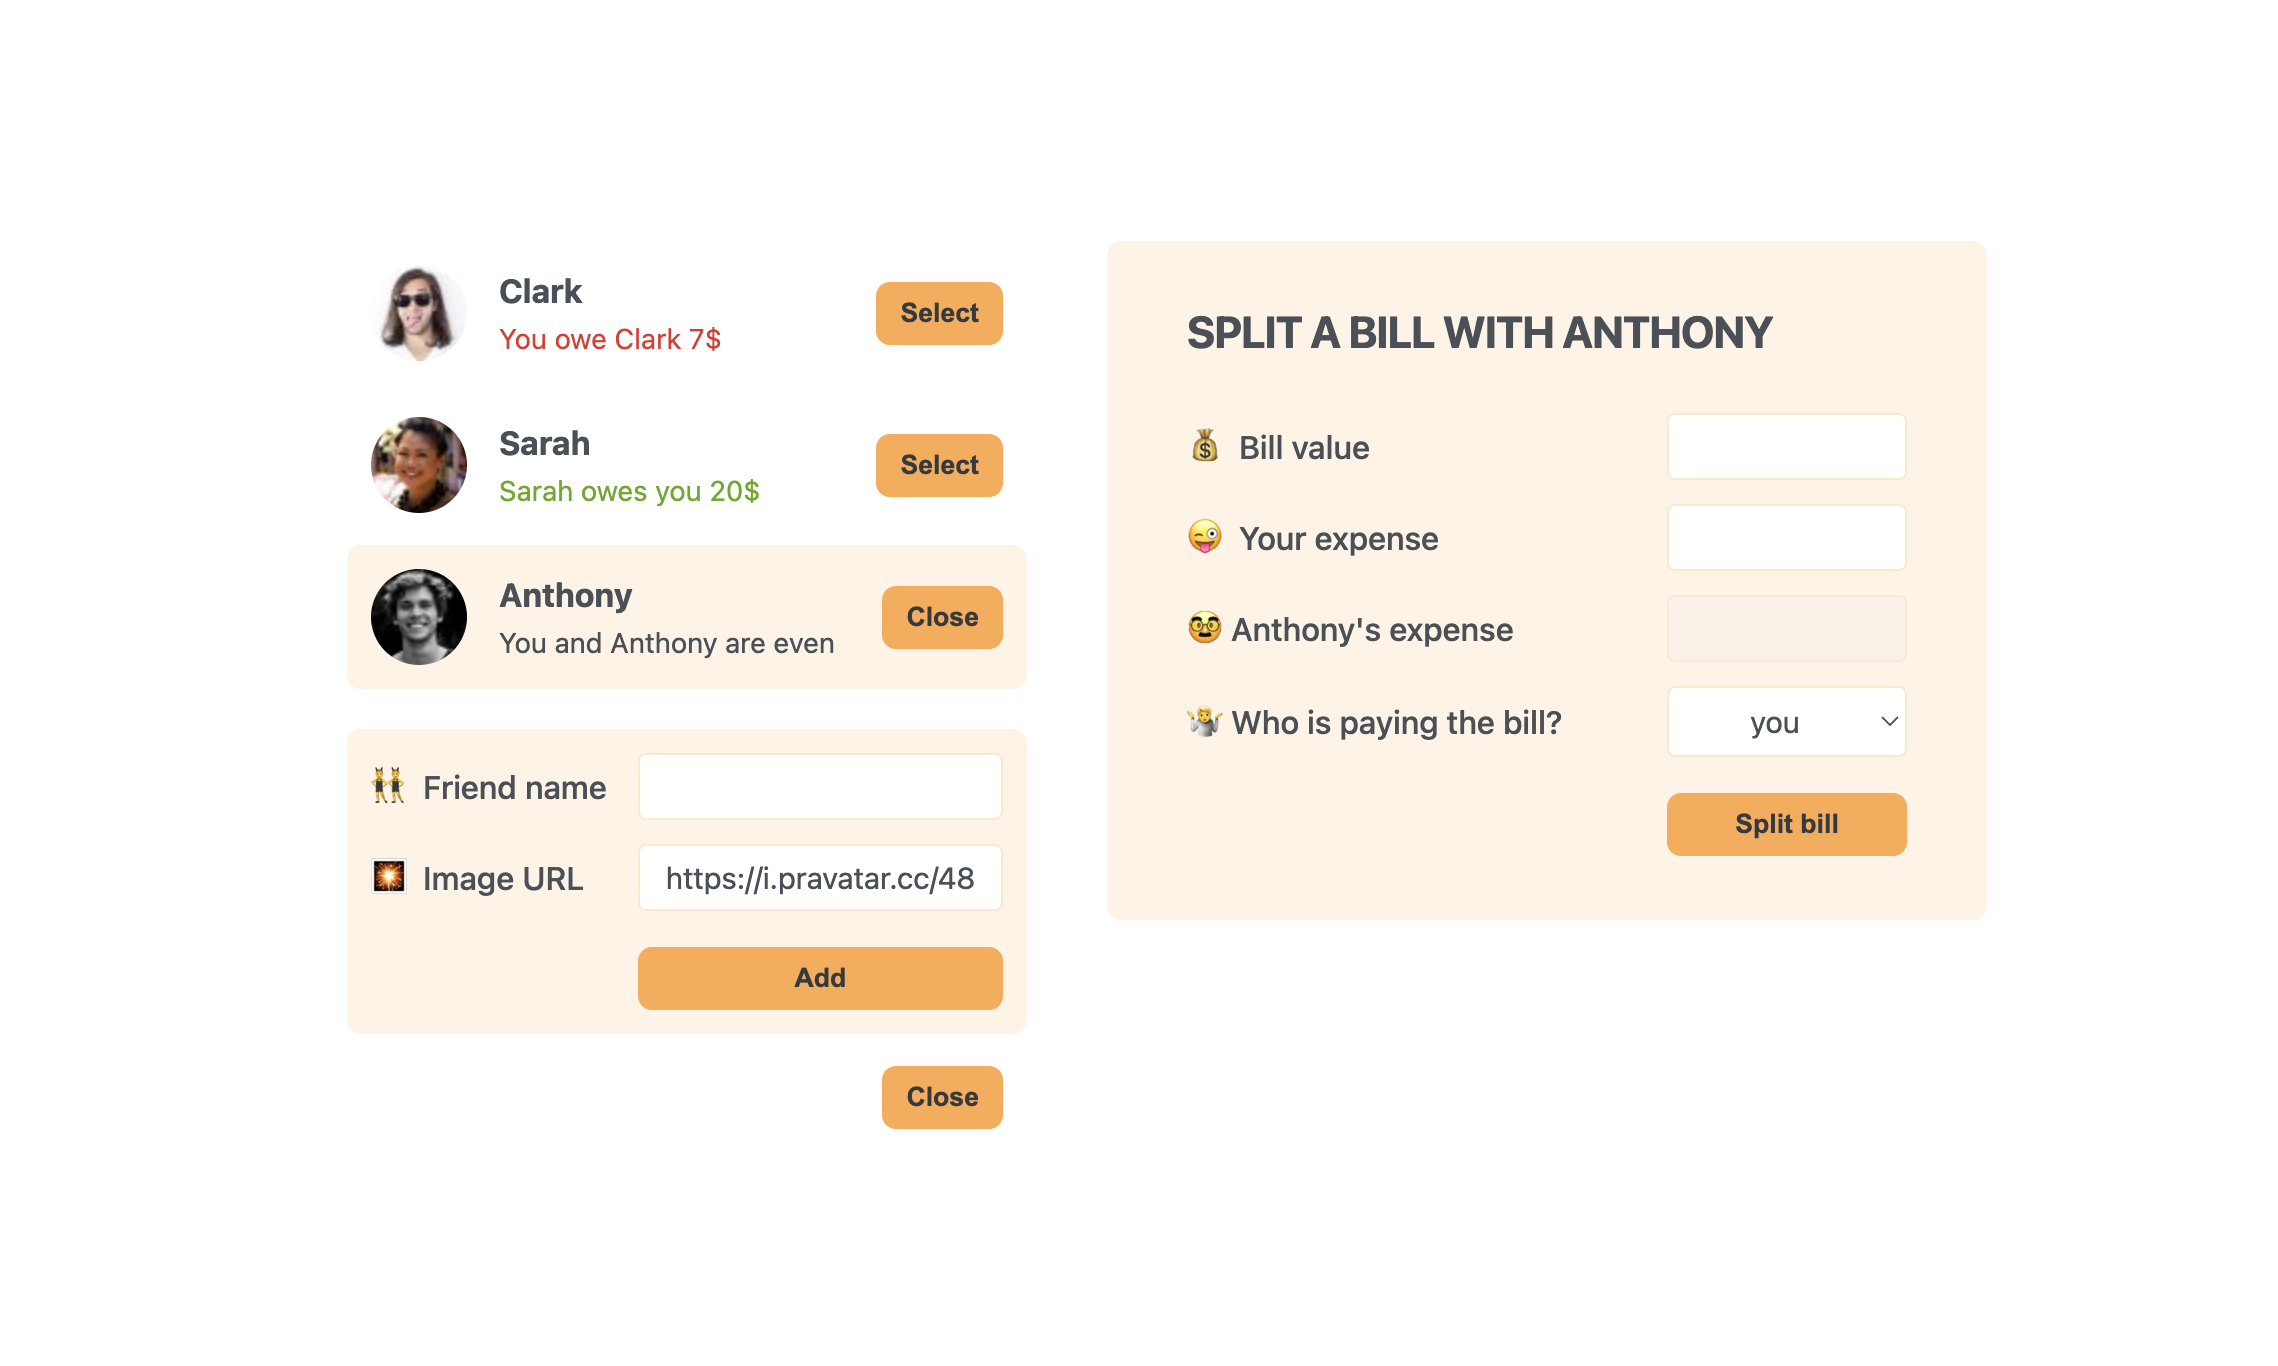 Clark
You owe Clark 7$
Select
Sarah
Sarah owes you 20$
Select
Anthony
You and Anthony are even
Close
👯 Friend name
🎇 Image URL
https://i.pravatar.cc/48
Add
Close
SPLIT A BILL WITH ANTHONY
💰 Bill value
😜 Your expense
🥸 Anthony's expense
🤷‍♂️ Who is paying the bill?
you
Split bill